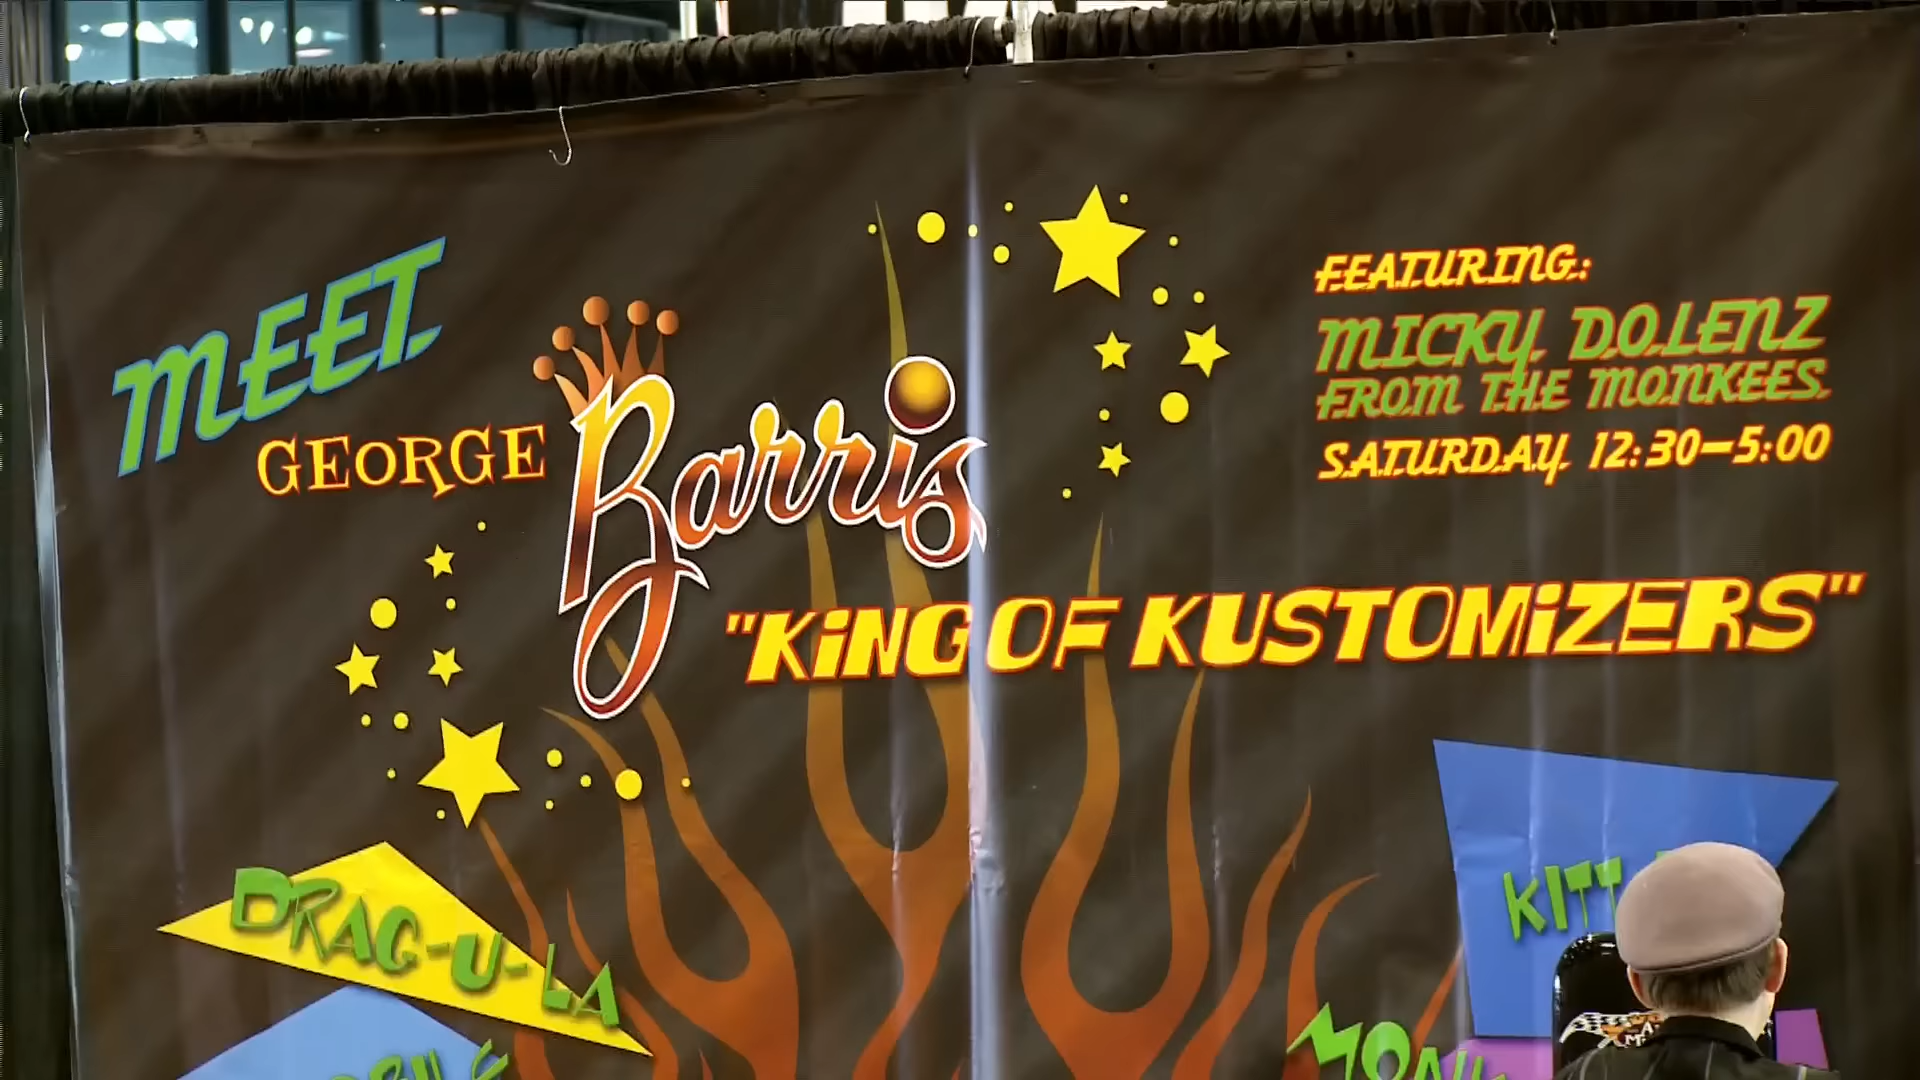 MEET
GEORGE Barris
"KING OF KUSTOMIZERS"
FEATURING:
MICKY DOLENZ
FROM THE MONKEES
SATURDAY 12:30-5:00
DRAG-U-LA
KITT